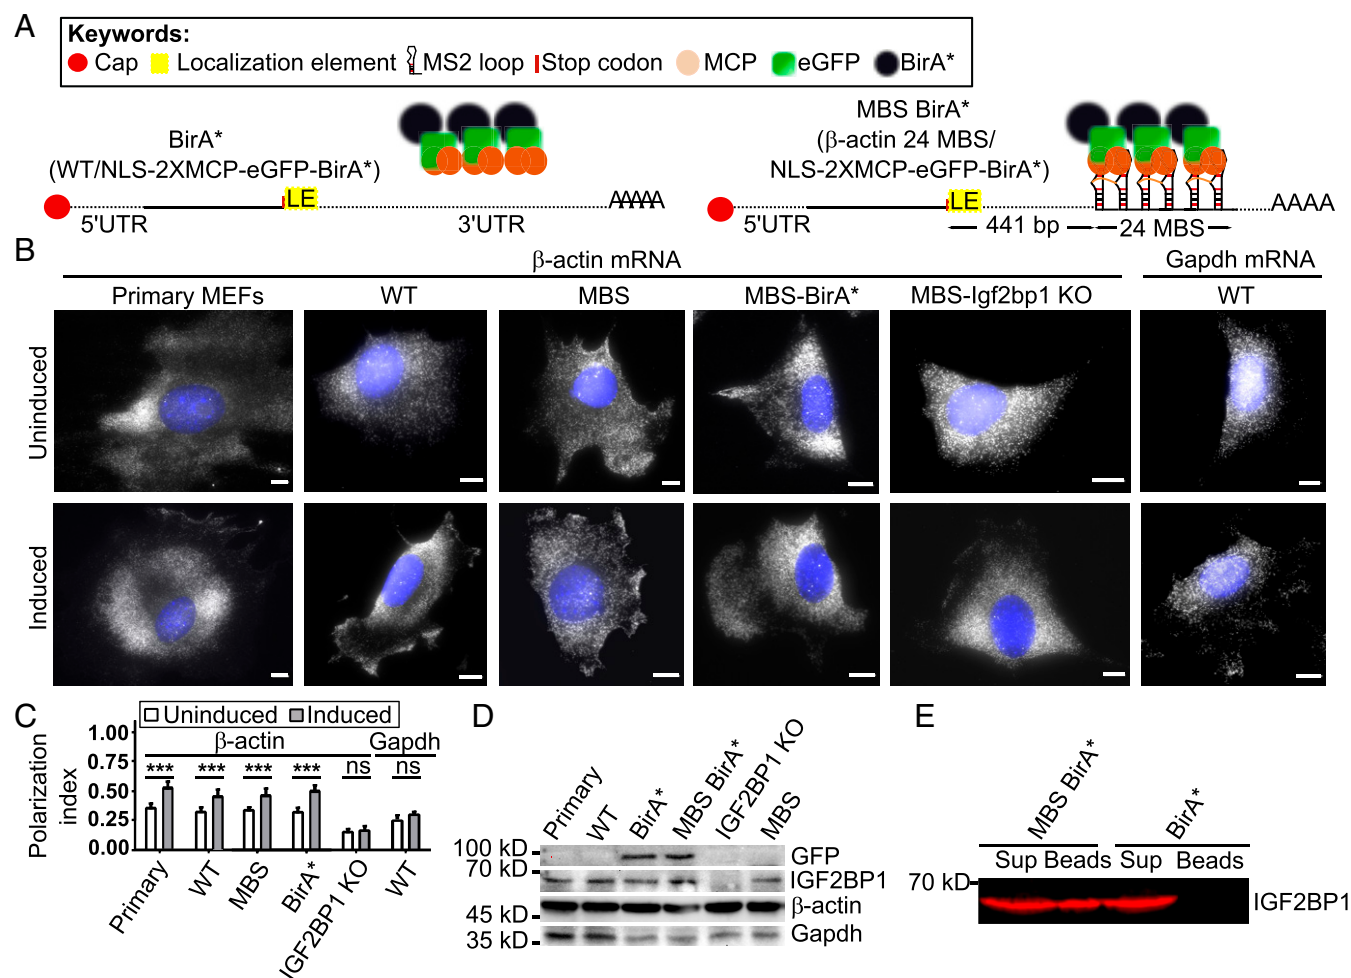 A
Keywords:
Cap Localization element MS2 loop Stop codon MCP eGFP BirA*
BirA*
(WT/NLS-2XMCP-eGFP-BirA*)
LE
5'UTR 3'UTR
AAAAA
MBS BirA*
(β-actin 24 MBS/
NLS-2XMCP-eGFP-BirA*)
LE
5'UTR
441 bp
24 MBS
AAAA
B
β-actin mRNA Gapdh mRNA
Primary MEFs WT MBS MBS-BirA* MBS-Igf2bp1 KO WT
Uninduced
Induced
C
Uninduced Induced
β-actin Gapdh
*** *** *** *** ns ns
Polarization
index
1.00
0.75
0.50
0.25
0.00
Primary WT MBS BirA* IGF2BP1 KO WT
D
Primary WT BirA* MBS BirA* IGF2BP1 KO MBS
100 kD
70 kD
45 kD
35 kD
GFP
IGF2BP1
β-actin
Gapdh
E
MBS BirA* BirA*
Sup Beads Sup Beads
70 kD
IGF2BP1